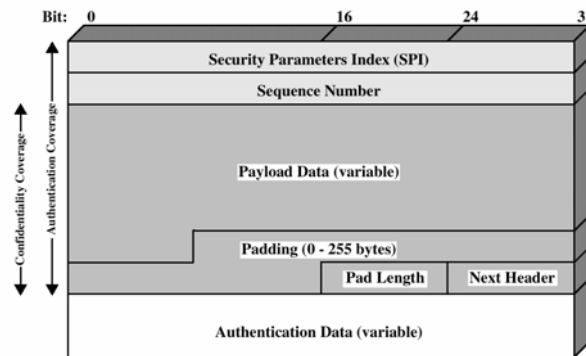 Bit: 0 16 24 3
Security Parameters Index (SPI)
Sequence Number
Payload Data (variable)
Padding (0 - 255 bytes)
Pad Length Next Header
Authentication Data (variable)
Confidentiality Coverage
Authentication Coverage